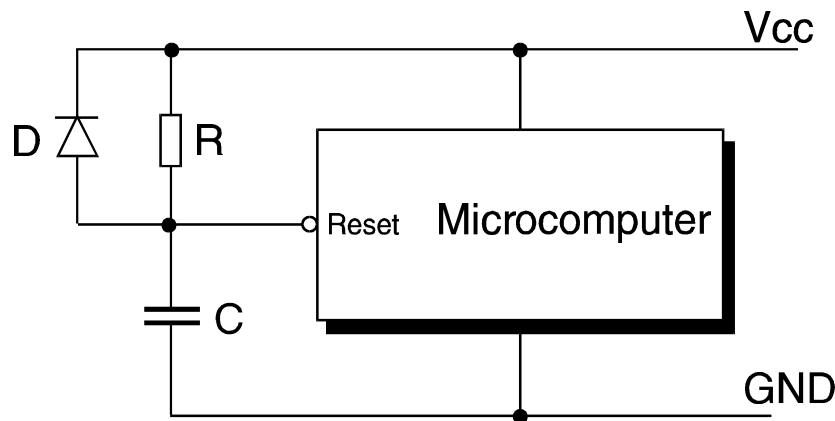 Vcc
D
R
Reset
Microcomputer
C
GND